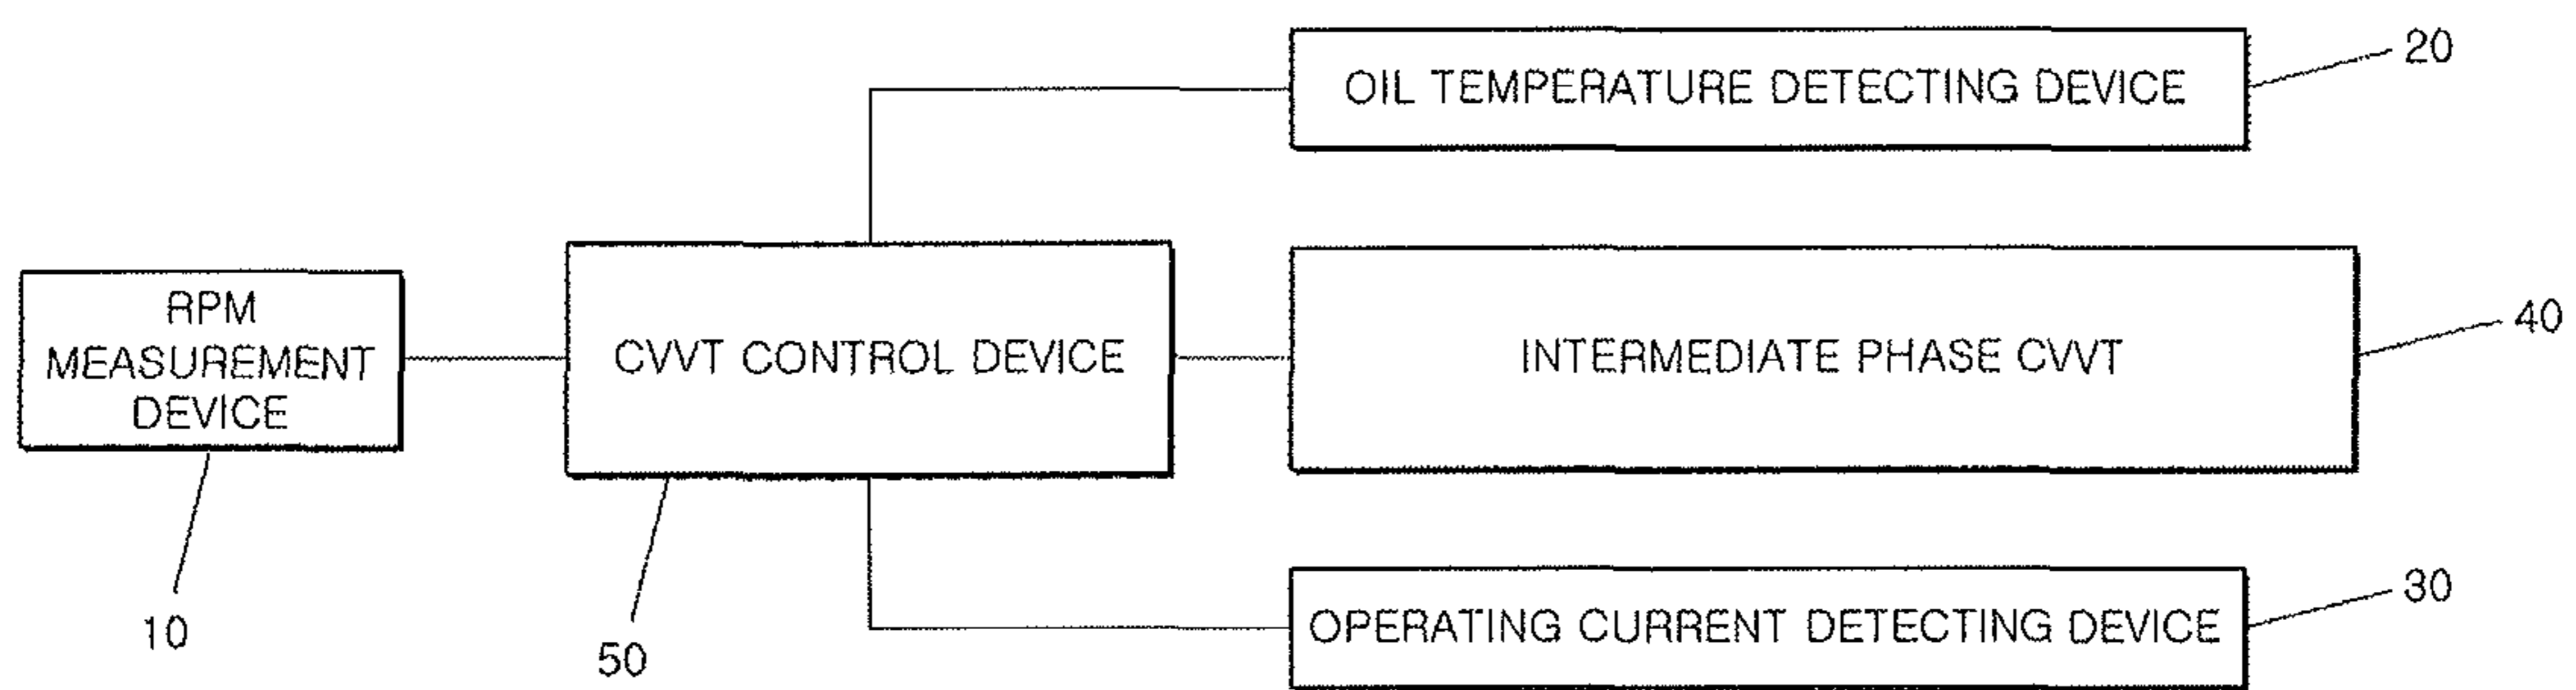 OIL TEMPERATURE DETECTING DEVICE
20
RPM
MEASUREMENT
DEVICE
10
CVVT CONTROL DEVICE
50
INTERMEDIATE PHASE CVVT
40
OPERATING CURRENT DETECTING DEVICE
30